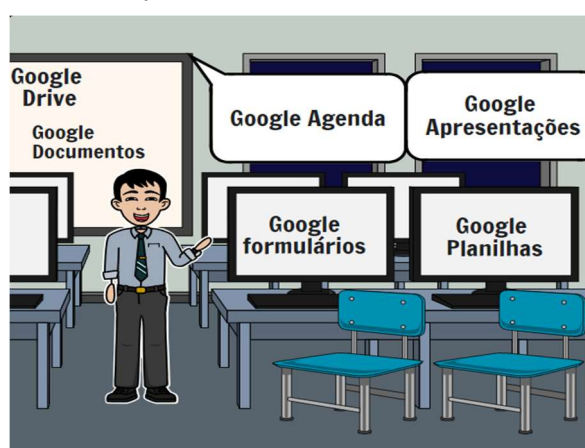 Google
Drive
Google
Documentos
Google Agenda
Google
Apresentações
Google
formulários
Google
Planilhas